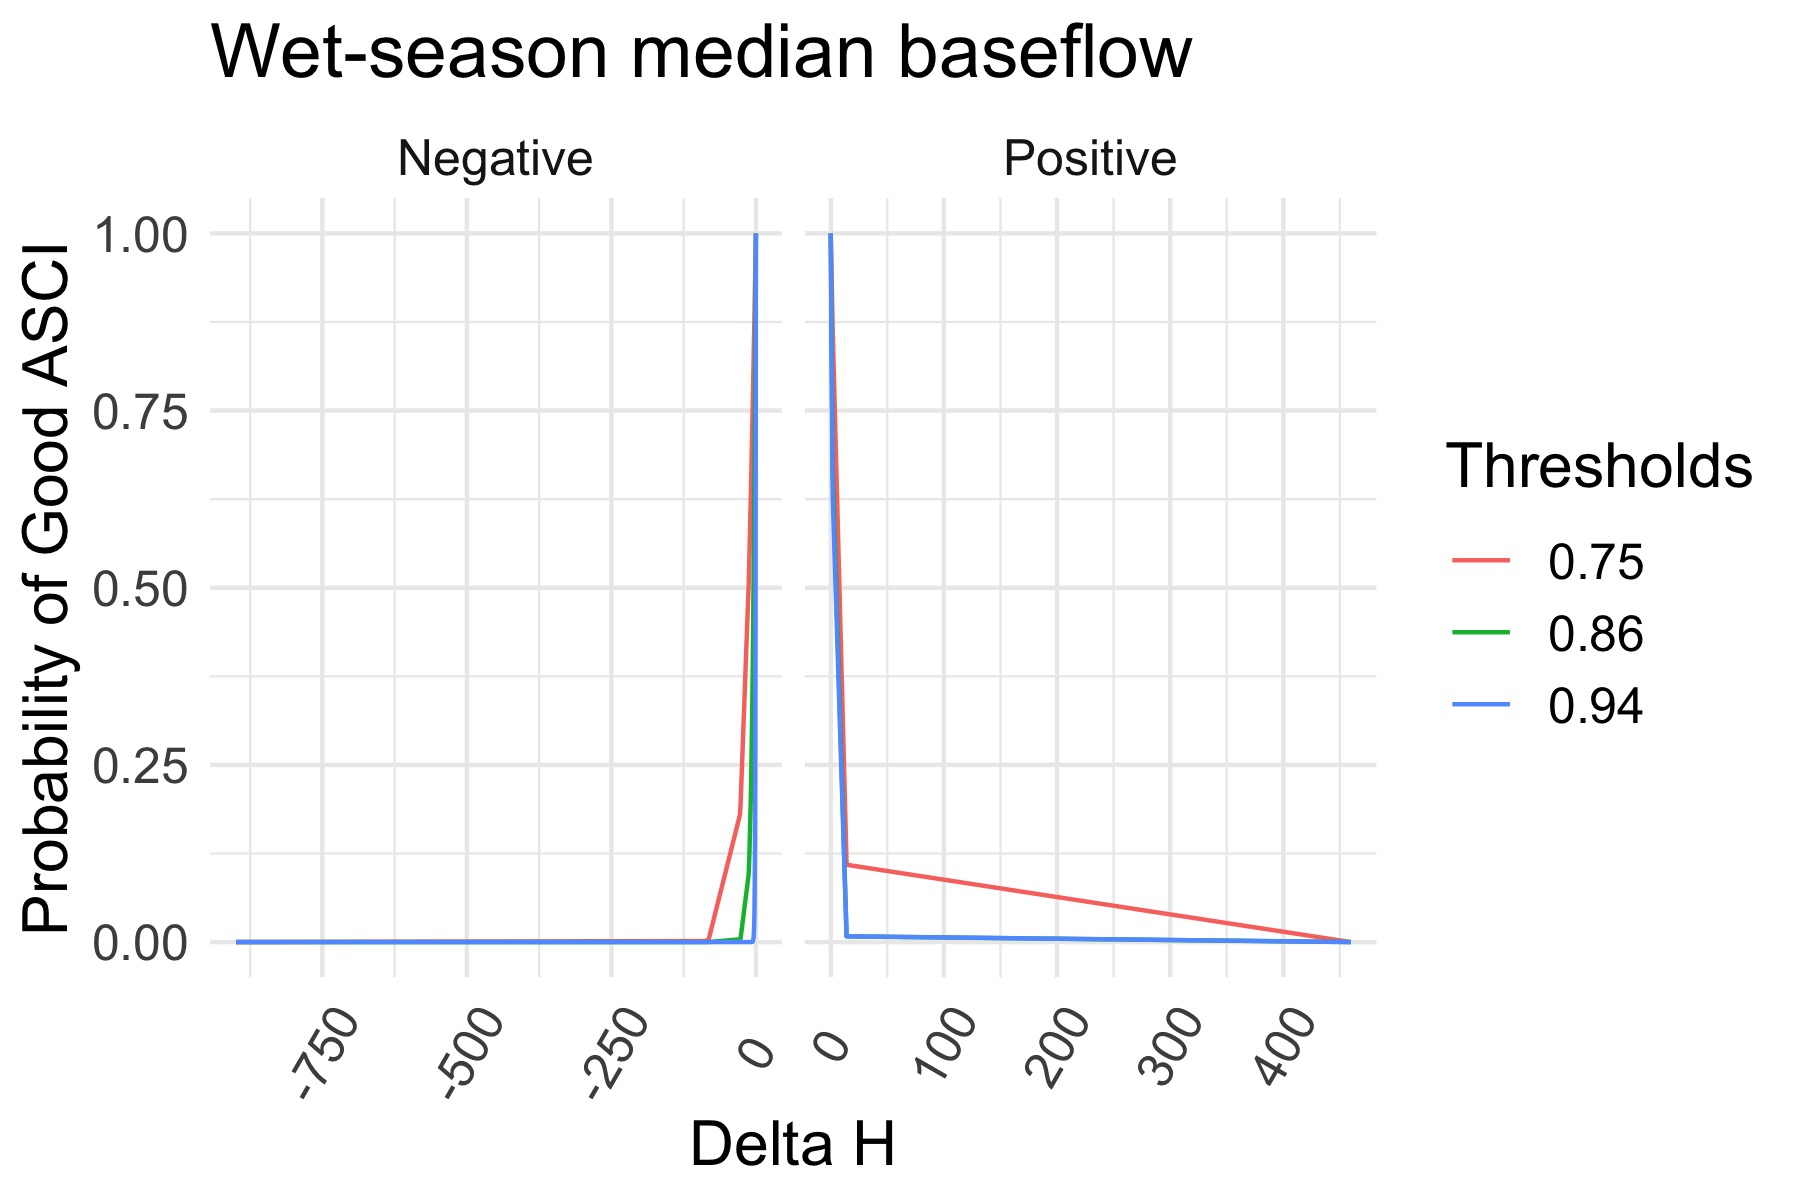 Wet-season median baseflow
Negative
Positive
Probability of Good ASCI
1.00
0.75
0.50
0.25
0.00
-750
-500
-250
0
0
100
200
300
400
Delta H
Thresholds
0.75
0.86
0.94